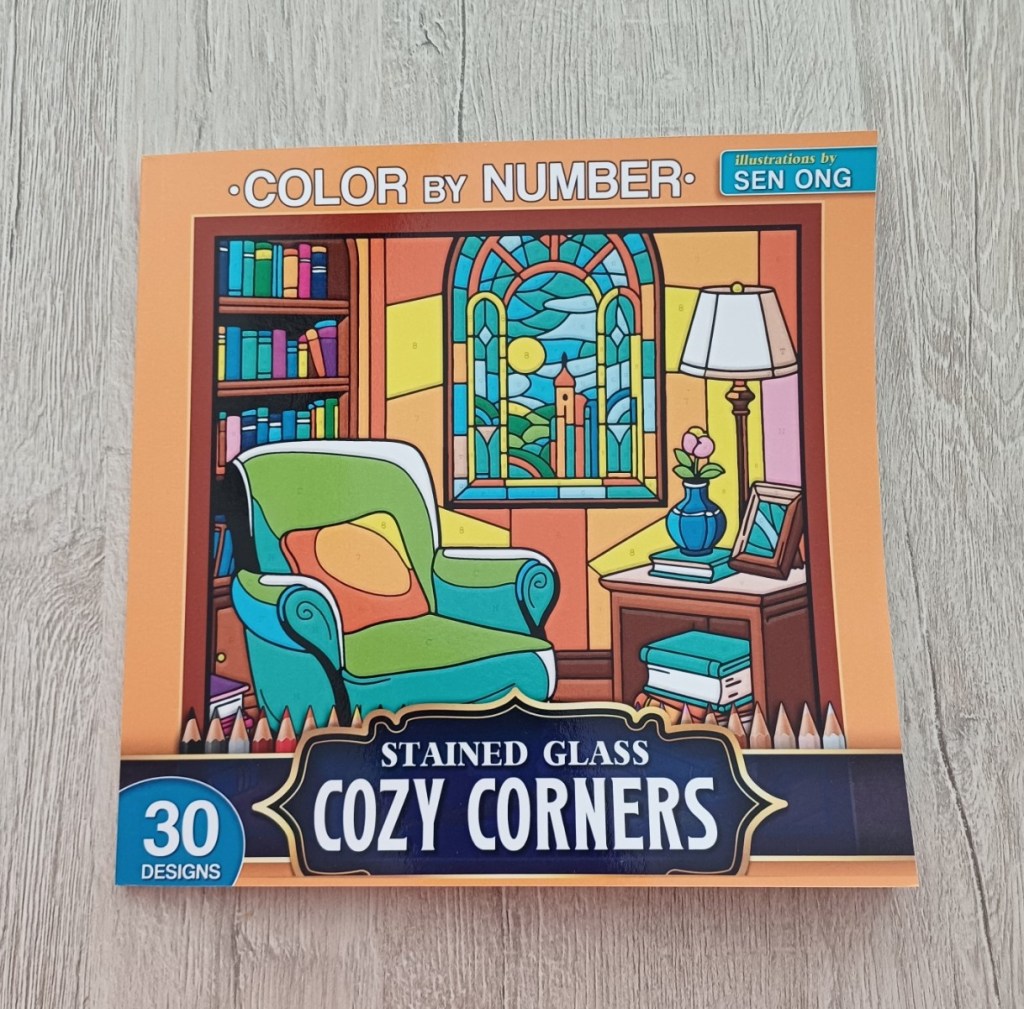 ·COLOR BY NUMBER·
illustrations by
SEN ONG
STAINED GLASS
COZY CORNERS
30
DESIGNS